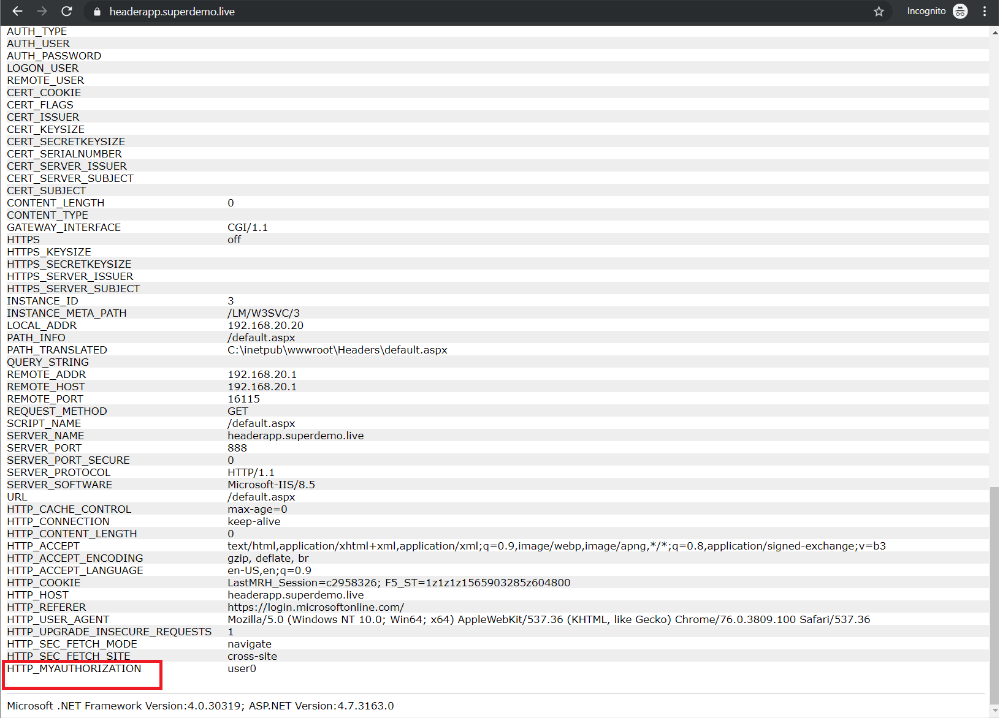 headerapp.superdemo.live
Incognito
AUTH_TYPE
AUTH_USER
AUTH_PASSWORD
LOGON_USER
REMOTE_USER
CERT_COOKIE
CERT_FLAGS
CERT_ISSUER
CERT_KEYSIZE
CERT_SECRETKEYSIZE
CERT_SERIALNUMBER
CERT_SERVER_ISSUER
CERT_SERVER_SUBJECT
CERT_SUBJECT
CONTENT_LENGTH 0
CONTENT_TYPE
GATEWAY_INTERFACE CGI/1.1
HTTPS off
HTTPS_KEYSIZE
HTTPS_SECRETKEYSIZE
HTTPS_SERVER_ISSUER
HTTPS_SERVER_SUBJECT
INSTANCE_ID 3
INSTANCE_META_PATH /LM/W3SVC/3
LOCAL_ADDR 192.168.20.20
PATH_INFO /default.aspx
PATH_TRANSLATED C:\inetpub\wwwroot\Headers\default.aspx
QUERY_STRING
REMOTE_ADDR 192.168.20.1
REMOTE_HOST 192.168.20.1
REMOTE_PORT 16115
REQUEST_METHOD GET
SCRIPT_NAME /default.aspx
SERVER_NAME headerapp.superdemo.live
SERVER_PORT 888
SERVER_PORT_SECURE 0
SERVER_PROTOCOL HTTP/1.1
SERVER_SOFTWARE Microsoft-IIS/8.5
URL /default.aspx
HTTP_CACHE_CONTROL max-age=0
HTTP_CONNECTION keep-alive
HTTP_CONTENT_LENGTH 0
HTTP_ACCEPT text/html,application/xhtml+xml,application/xml;q=0.9,image/webp,image/apng,*/*;q=0.8,application/signed-exchange;v=b3
HTTP_ACCEPT_ENCODING gzip, deflate, br
HTTP_ACCEPT_LANGUAGE en-US,en;q=0.9
HTTP_COOKIE LastMRH_Session=c2958326; F5_ST=1z1z1z1565903285z604800
HTTP_HOST headerapp.superdemo.live
HTTP_REFERER https://login.microsoftonline.com/
HTTP_USER_AGENT Mozilla/5.0 (Windows NT 10.0; Win64; x64) AppleWebKit/537.36 (KHTML, like Gecko) Chrome/76.0.3809.100 Safari/537.36
HTTP_UPGRADE_INSECURE_REQUESTS 1
HTTP_SEC_FETCH_MODE navigate
HTTP_SEC_FETCH_SITE cross-site
HTTP_MYAUTHORIZATION user0
Microsoft .NET Framework Version:4.0.30319; ASP.NET Version:4.7.3163.0